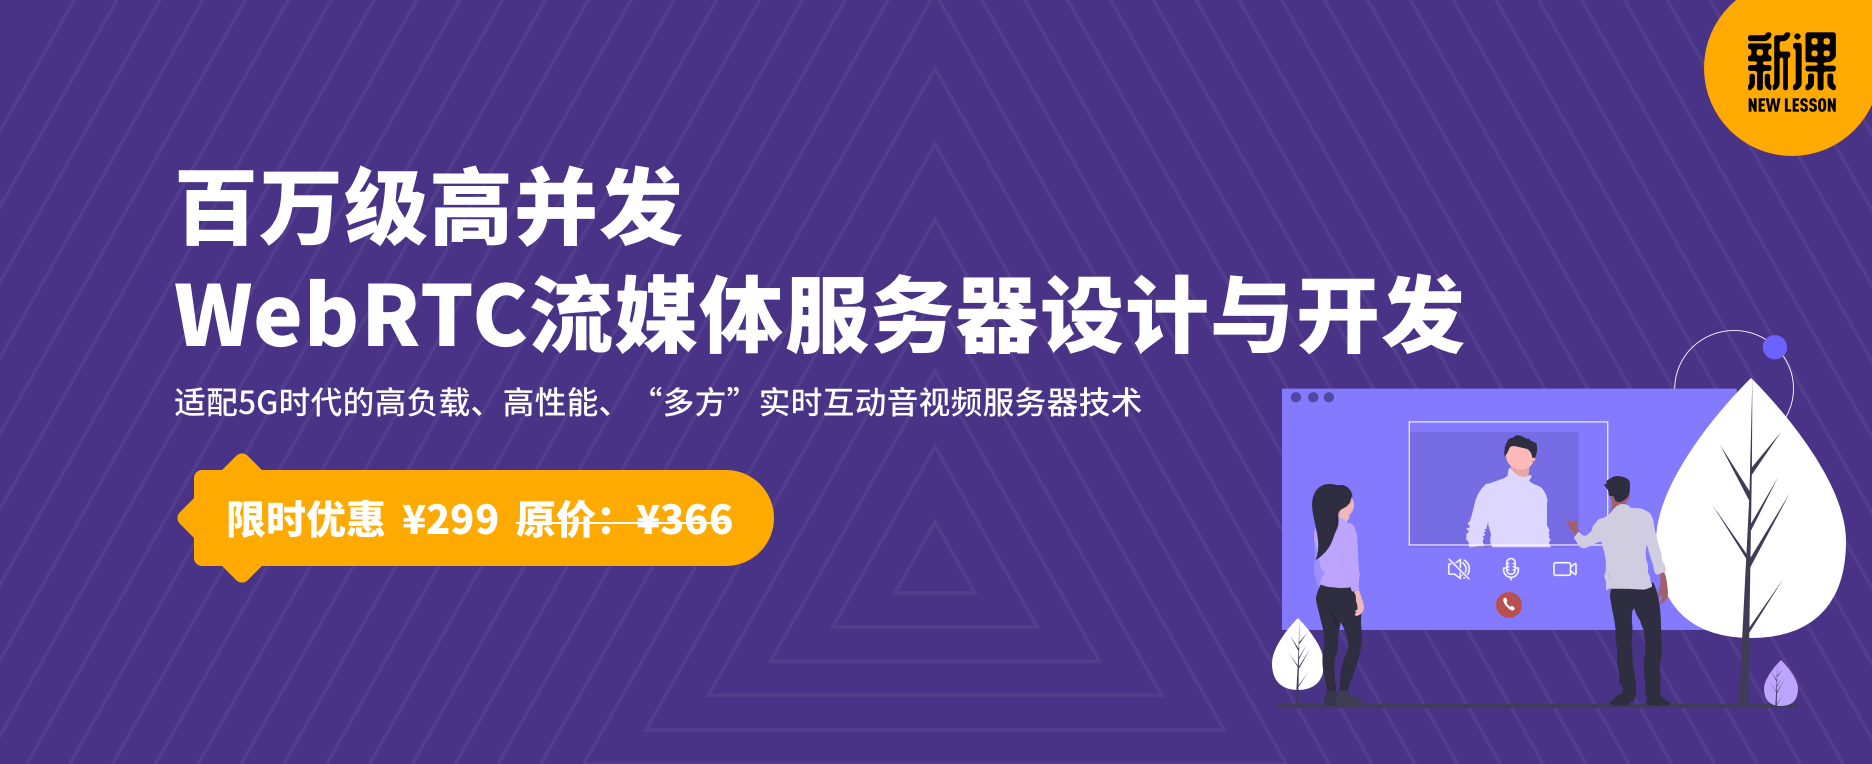 新课
NEW LESSON
百万级高并发
WebRTC流媒体服务器设计与开发
适配5G时代的高负载、高性能、“多方”实时互动音视频服务器技术
限时优惠 ¥299 原价：¥366